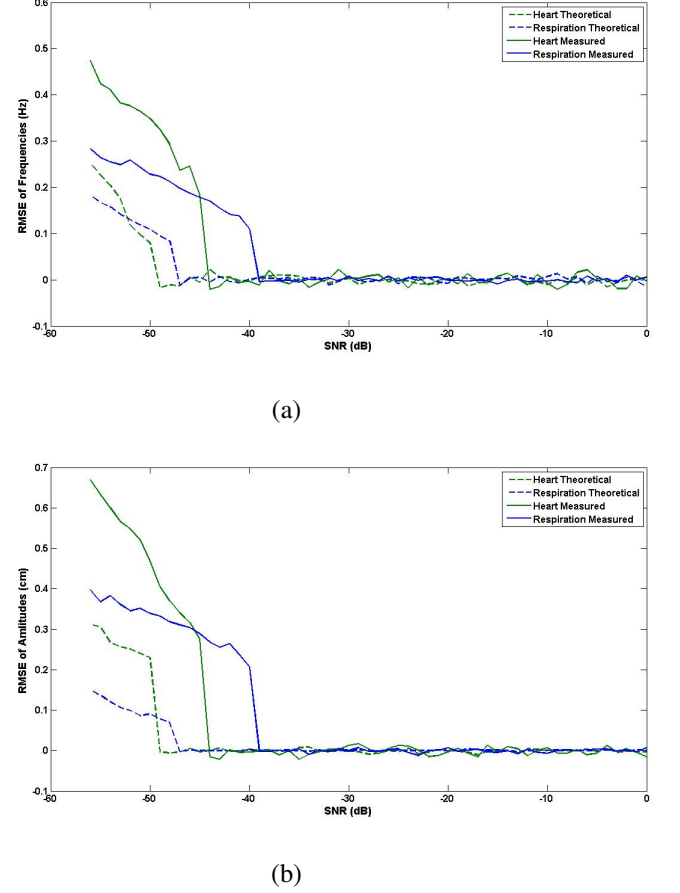 0.6
0.5
0.4
0.3
0.2
0.1
0
-0.1
RMSE of Frequencies (Hz)
Heart Theoretical
Respiration Theoretical
Heart Measured
Respiration Measured
-60 -50 -40 -30 -20 -10 0
SNR (dB)
(a)
0.7
0.6
0.5
0.4
0.3
0.2
0.1
0
-0.1
RMSE of Amlitudes (cm)
Heart Theoretical
Respiration Theoretical
Heart Measured
Respiration Measured
-60 -50 -40 -30 -20 -10 0
SNR (dB)
(b)